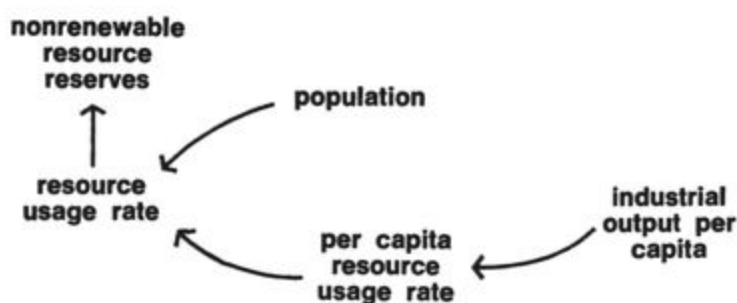 nonrenewable
resource
reserves
population
resource
usage rate
industrial
output per
capita
per capita
resource
usage rate